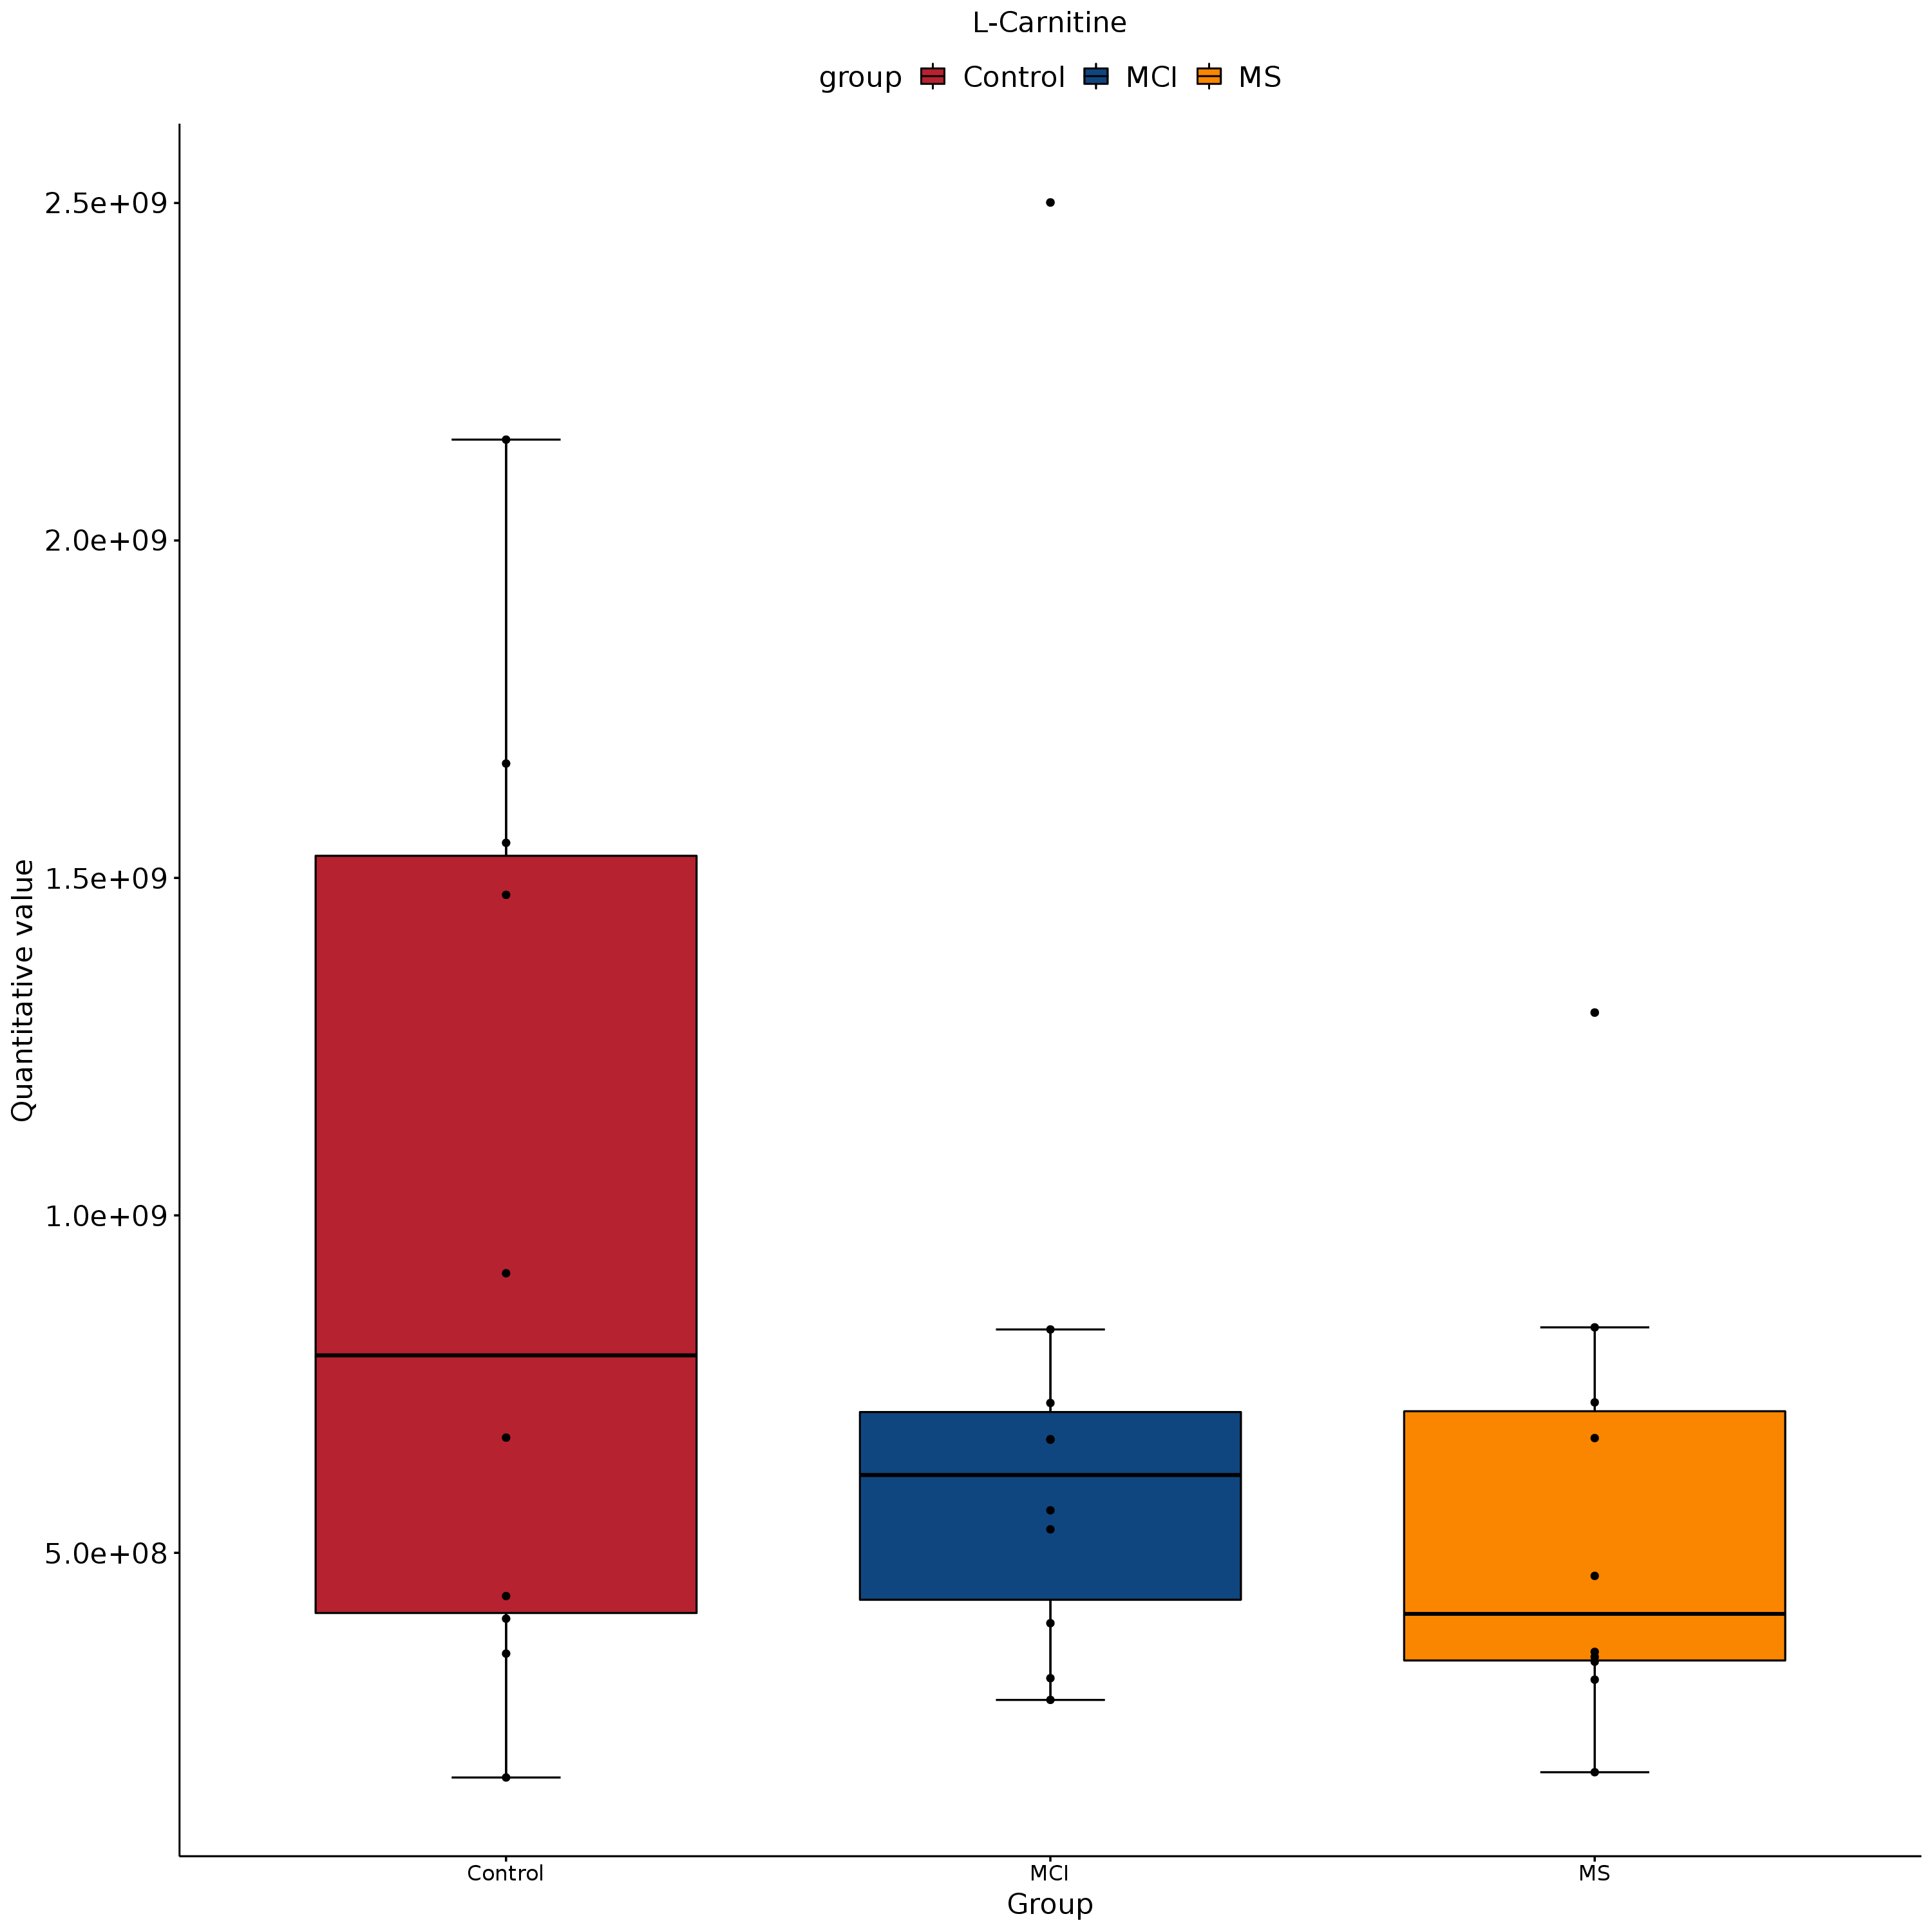 L-Carnitine
group Control MCI MS
Quantitative value
2.5e+09
2.0e+09
1.5e+09
1.0e+09
5.0e+08
Control MCI MS
Group